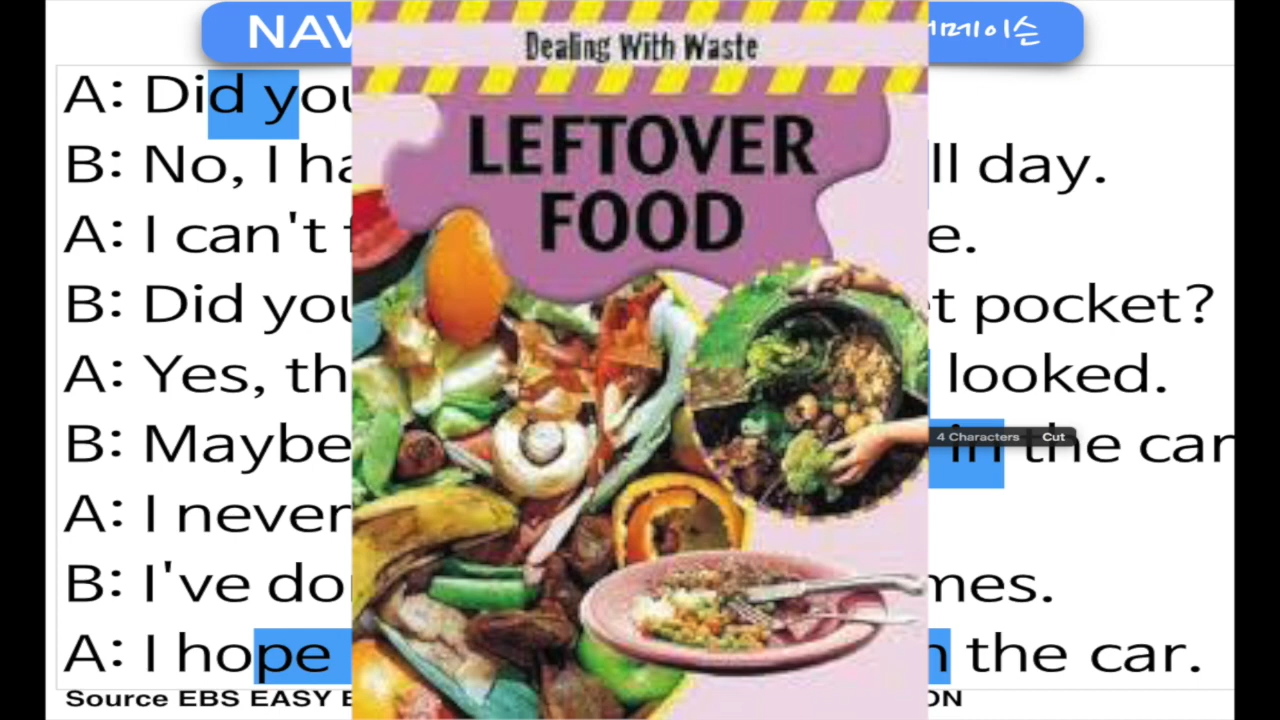 NAV
메이슨
Dealing With Waste
LEFTOVER
FOOD
A: Did you
B: No, I ha ll day.
A: I can't e.
B: Did you t pocket?
A: Yes, th looked.
B: Maybe in the car
4 Characters Cut
A: I never
B: I've do mes.
A: I hope the car.
Source EBS EASY E ON